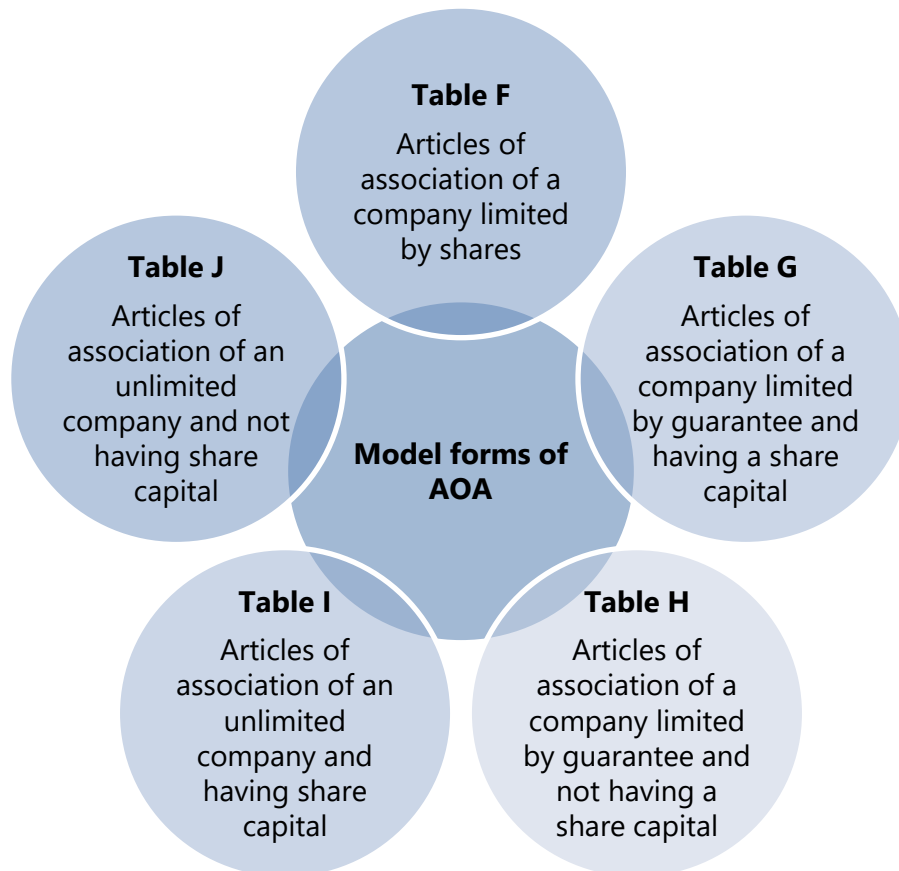 Table F
Articles of
association of a
company limited
by shares
Table G
Articles of
association of a
company limited
by guarantee and
having a share
capital
Table H
Articles of
association of a
company limited
by guarantee and
not having a
share capital
Table I
Articles of
association of an
unlimited
company and
having share
capital
Table J
Articles of
association of an
unlimited
company and not
having share
capital
Model forms of
AOA